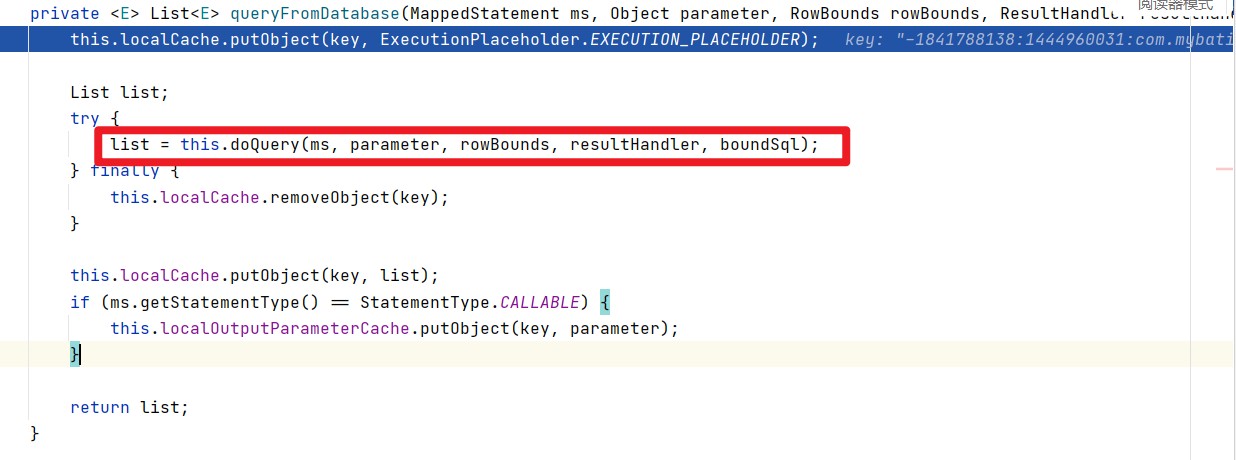 阅读器模式
private <E> List<E> queryFromDatabase(MappedStatement ms, Object parameter, RowBounds rowBounds, ResultHandler
this.localCache.putObject(key, ExecutionPlaceholder.EXECUTION_PLACEHOLDER); key: "-1841788138:1444960031:com.mybati
List list;
try {
list = this.doQuery(ms, parameter, rowBounds, resultHandler, boundSql);
} finally {
this.localCache.removeObject(key);
}
this.localCache.putObject(key, list);
if (ms.getStatementType() == StatementType.CALLABLE) {
this.localOutputParameterCache.putObject(key, parameter);
}
return list;
}